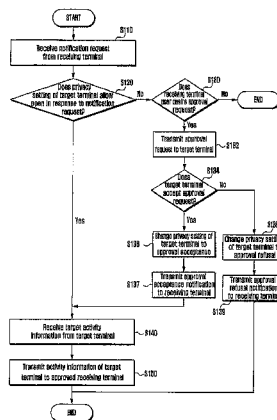 START
S110
Receive notification request
from receiving terminal
S120
Does privacy
setting of target terminal allow
open in response to notification
request?
No
Yes
S130
Does
receiving terminal
user desire approval
request?
No
END
Yes
Transmit approval
request to target terminal
S132
S134
Does
target terminal
accept approval
request?
No
Yes
S136
Change privacy setting of
target terminal to
approval acceptance
Change privacy setting
of target terminal to
approval refusal
S137
Transmit approval
acceptance notification
to receiving terminal
Transmit approval
refusal notification
to receiving terminal
S139
Receive target activity
information from target terminal
S140
Transmit activity information of target
terminal to approved receiving terminal
S150
END